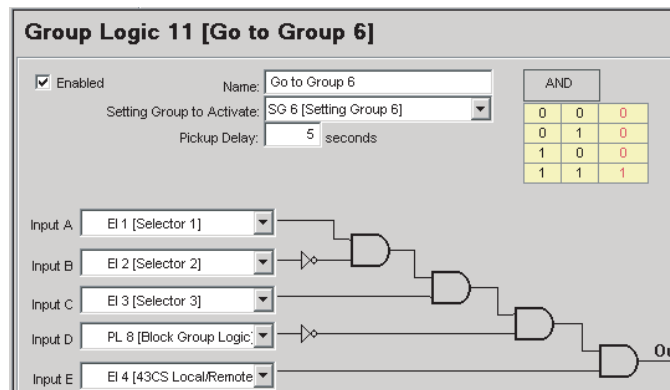 Group Logic 11 [Go to Group 6]
Enabled
Name: Go to Group 6
Setting Group to Activate: SG 6 [Setting Group 6]
Pickup Delay: 5 seconds
AND
0 0 0
0 1 0
1 0 0
1 1 1
Input A EI 1 [Selector 1]
Input B EI 2 [Selector 2]
Input C EI 3 [Selector 3]
Input D PL 8 [Block Group Logic]
Input E EI 4 [43CS Local/Remote